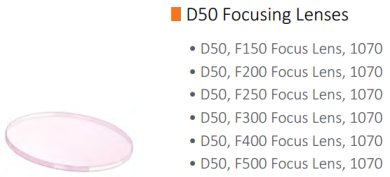 D50 Focusing Lenses
• D50, F150 Focus Lens, 1070
• D50, F200 Focus Lens, 1070
• D50, F250 Focus Lens, 1070
• D50, F300 Focus Lens, 1070
• D50, F400 Focus Lens, 1070
• D50, F500 Focus Lens, 1070